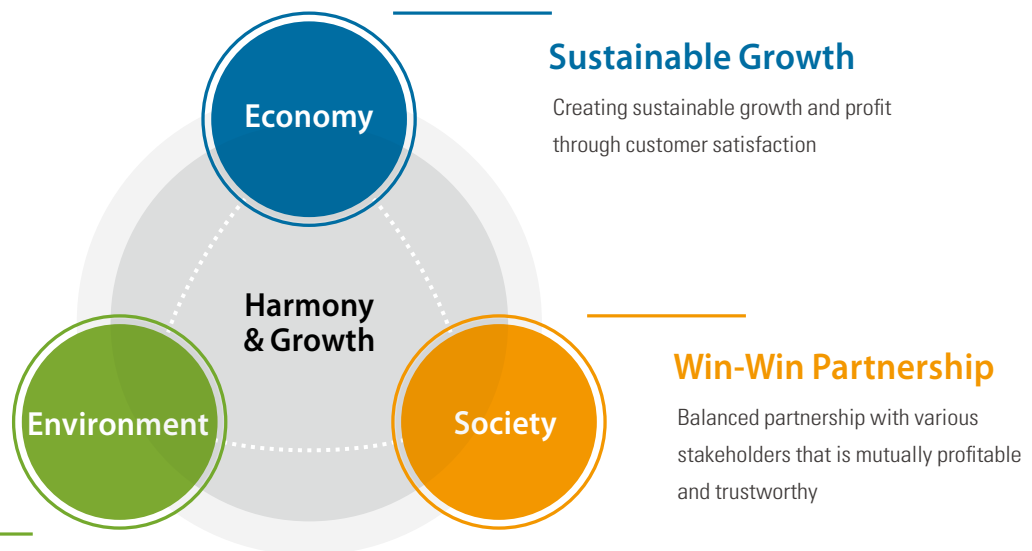 Sustainable Growth
Creating sustainable growth and profit
through customer satisfaction
Economy
Harmony
& Growth
Environment
Society
Win-Win Partnership
Balanced partnership with various
stakeholders that is mutually profitable
and trustworthy